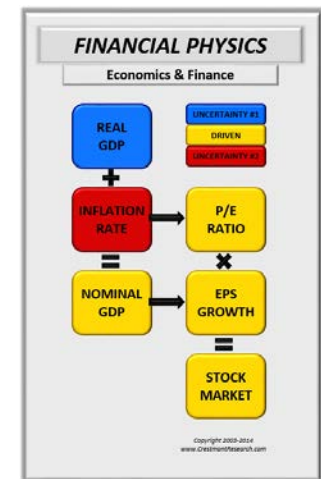 FINANCIAL PHYSICS
Economics & Finance
REAL
GDP
UNCERTAINTY #1
DRIVEN
UNCERTAINTY #2
+
INFLATION
RATE
P/E
RATIO
=
×
NOMINAL
GDP
EPS
GROWTH
=
STOCK
MARKET
Copyright 2003-2014
www.CrestmontResearch.com